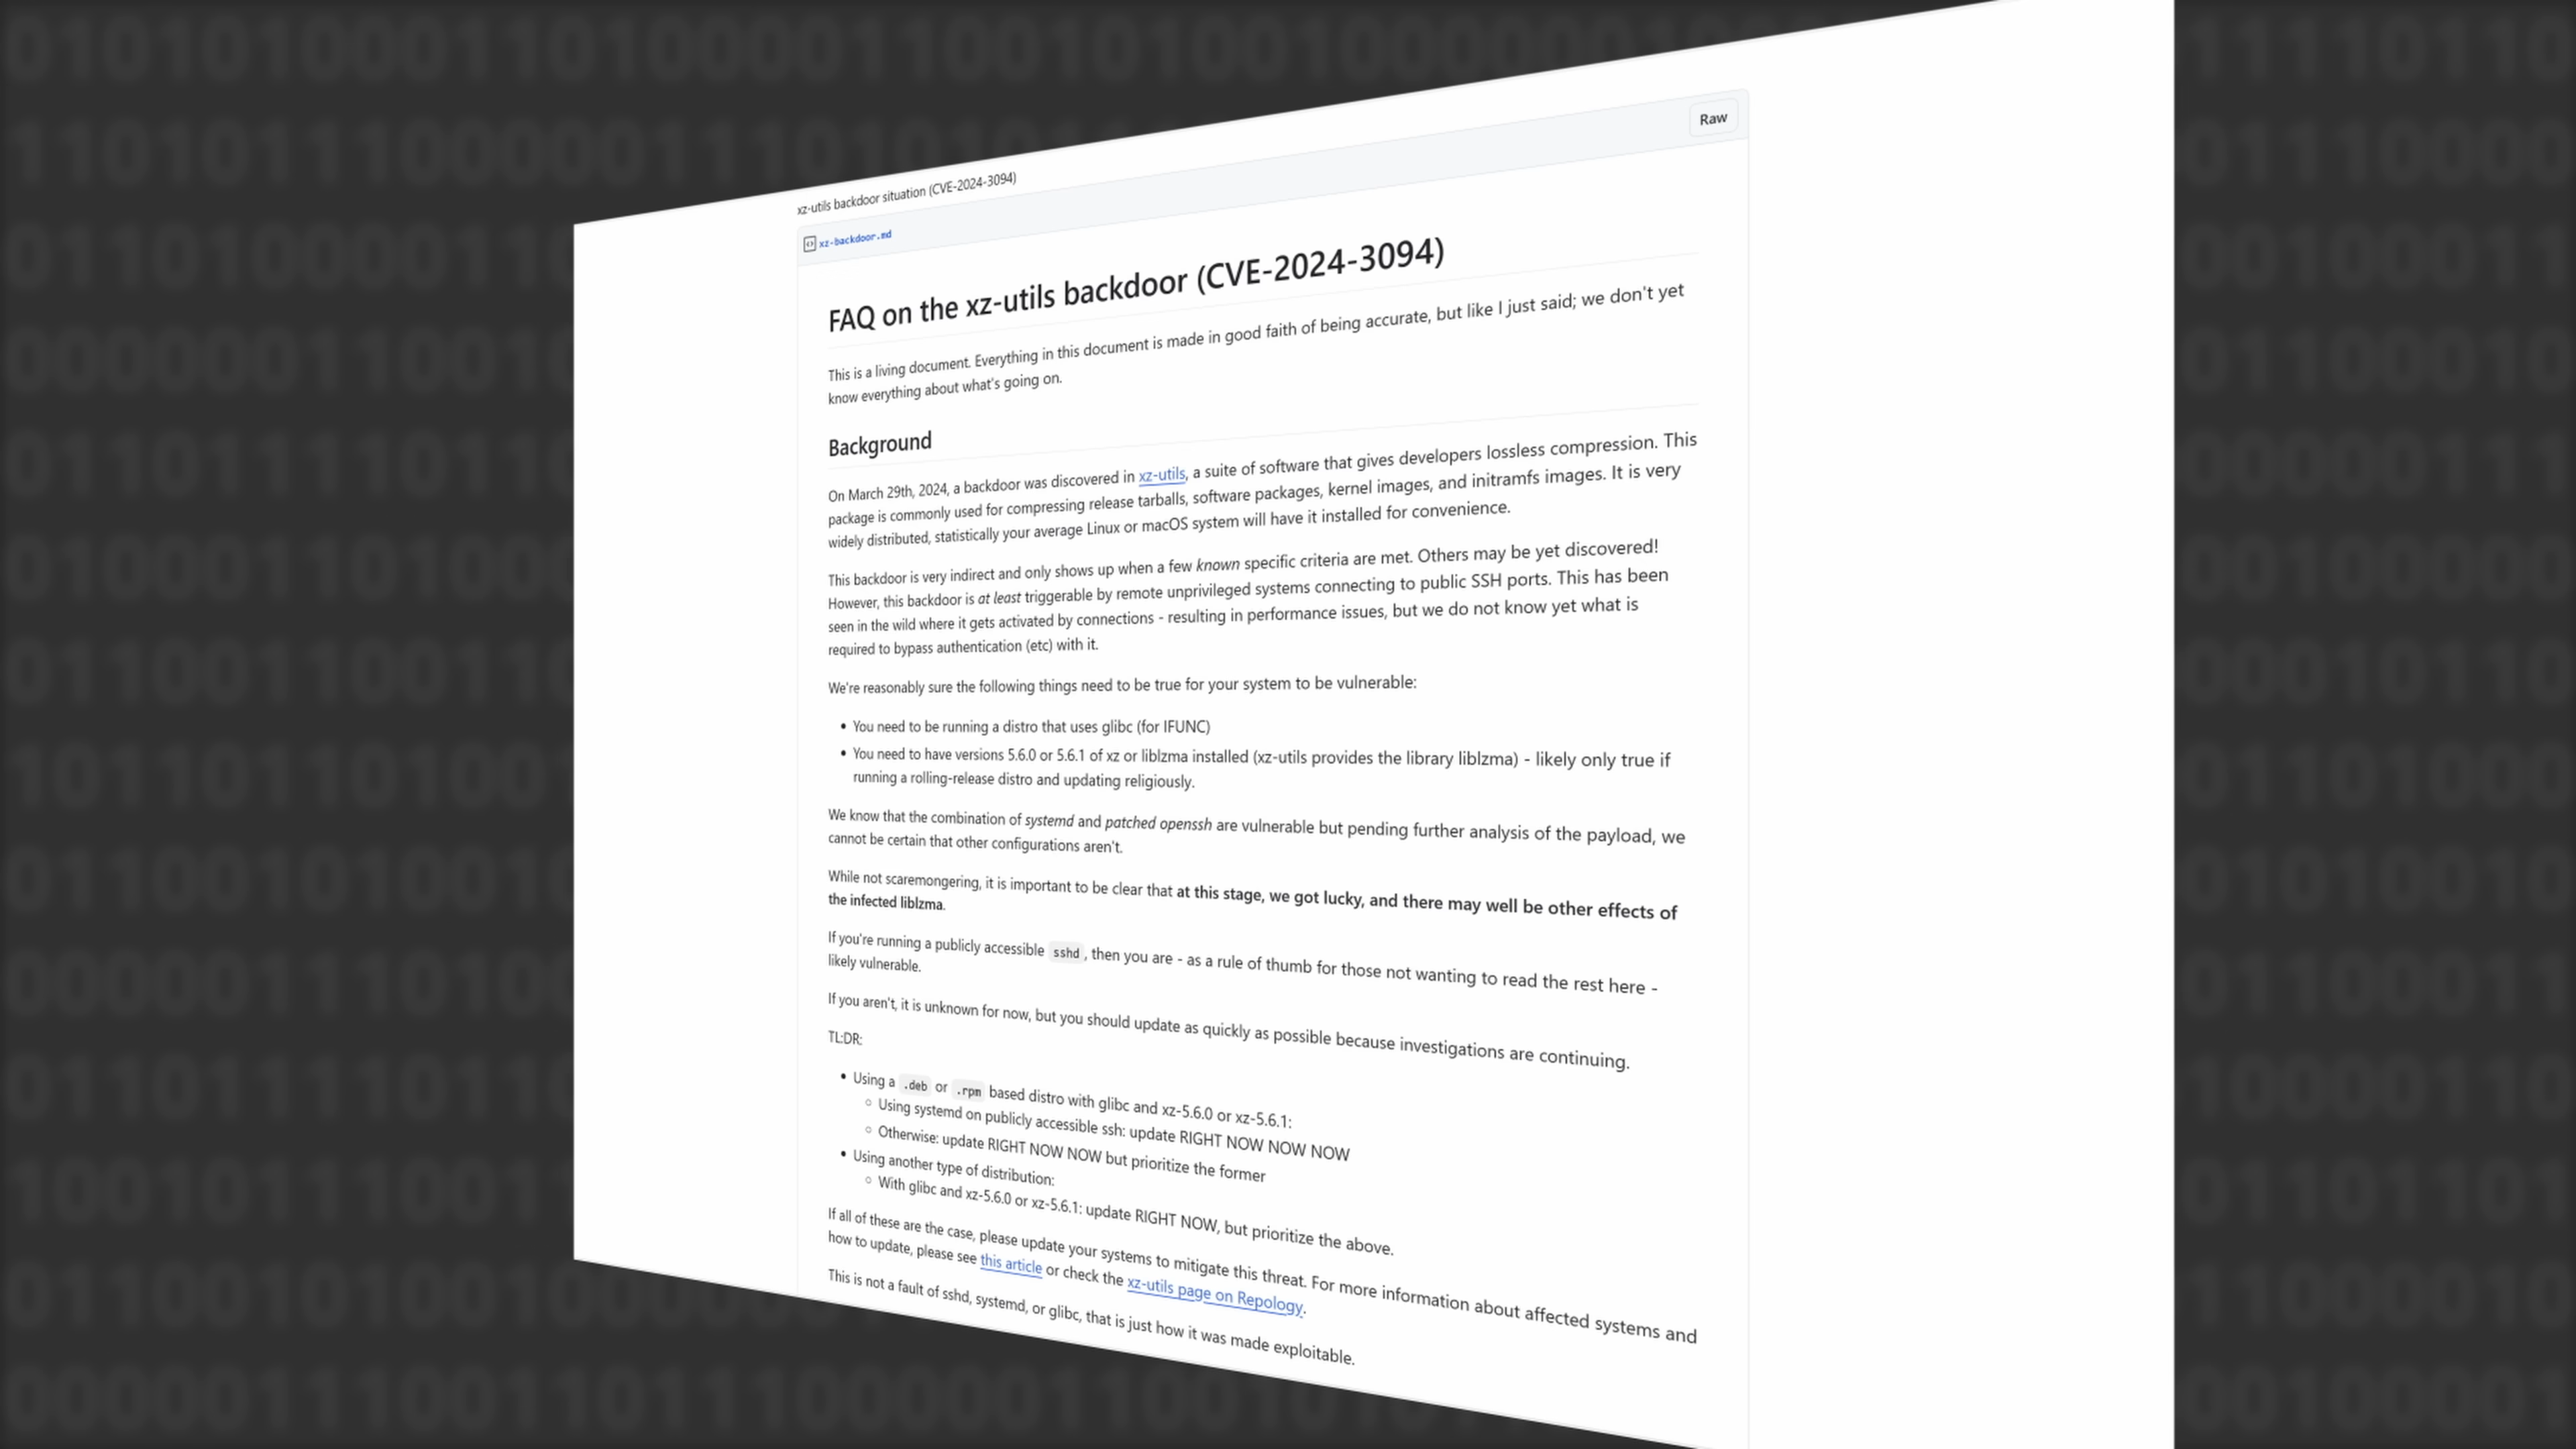 xz-utils backdoor situation (CVE-2024-3094)
Raw
xz-backdoor.md
FAQ on the xz-utils backdoor (CVE-2024-3094)
This is a living document. Everything in this document is made in good faith of being accurate, but like I just said; we don't yet
know everything about what's going on.
Background
On March 29th, 2024, a backdoor was discovered in xz-utils, a suite of software that gives developers lossless compression. This
package is commonly used for compressing release tarballs, software packages, kernel images, and initramfs images. It is very
widely distributed, statistically your average Linux or macOS system will have it installed for convenience.
This backdoor is very indirect and only shows up when a few known specific criteria are met. Others may be yet discovered!
However, this backdoor is at least triggerable by remote unprivileged systems connecting to public SSH ports. This has been
seen in the wild where it gets activated by connections - resulting in performance issues, but we do not know yet what is
required to bypass authentication (etc) with it.
We're reasonably sure the following things need to be true for your system to be vulnerable:
• You need to be running a distro that uses glibc (for IFUNC)
• You need to have versions 5.6.0 or 5.6.1 of xz or liblzma installed (xz-utils provides the library liblzma) - likely only true if
running a rolling-release distro and updating religiously.
We know that the combination of systemd and patched openssh are vulnerable but pending further analysis of the payload, we
cannot be certain that other configurations aren't.
While not scaremongering, it is important to be clear that at this stage, we got lucky, and there may well be other effects of
the infected liblzma.
If you're running a publicly accessible sshd, then you are - as a rule of thumb for those not wanting to read the rest here -
likely vulnerable.
If you aren't, it is unknown for now, but you should update as quickly as possible because investigations are continuing.
TL:DR:
• Using a .deb or .rpm based distro with glibc and xz-5.6.0 or xz-5.6.1:
◦ Using systemd on publicly accessible ssh: update RIGHT NOW NOW NOW
◦ Otherwise: update RIGHT NOW NOW but prioritize the former
• Using another type of distribution:
◦ With glibc and xz-5.6.0 or xz-5.6.1: update RIGHT NOW, but prioritize the above.
If all of these are the case, please update your systems to mitigate this threat. For more information about affected systems and
how to update, please see this article or check the xz-utils page on Repology.
This is not a fault of sshd, systemd, or glibc, that is just how it was made exploitable.